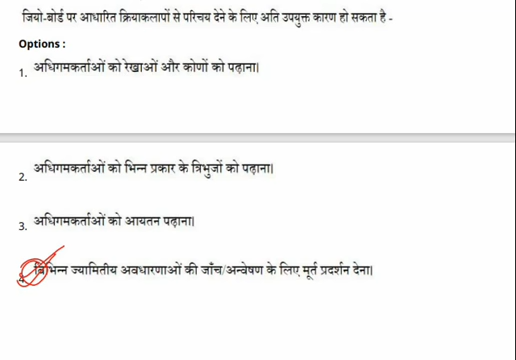 जियो-बोर्ड पर आधारित क्रियाकलापों से परिचय देने के लिए अति उपयुक्त कारण हो सकता है -
Options :
1. अधिगमकर्ताओं को रेखाओं और कोणों को पढ़ाना।
2. अधिगमकर्ताओं को भिन्न प्रकार के त्रिभुजों को पढ़ाना।
3. अधिगमकर्ताओं को आयतन पढ़ाना।
4. विभिन्न ज्यामितीय अवधारणाओं की जाँच/अन्वेषण के लिए मूर्त प्रदर्शन देना।